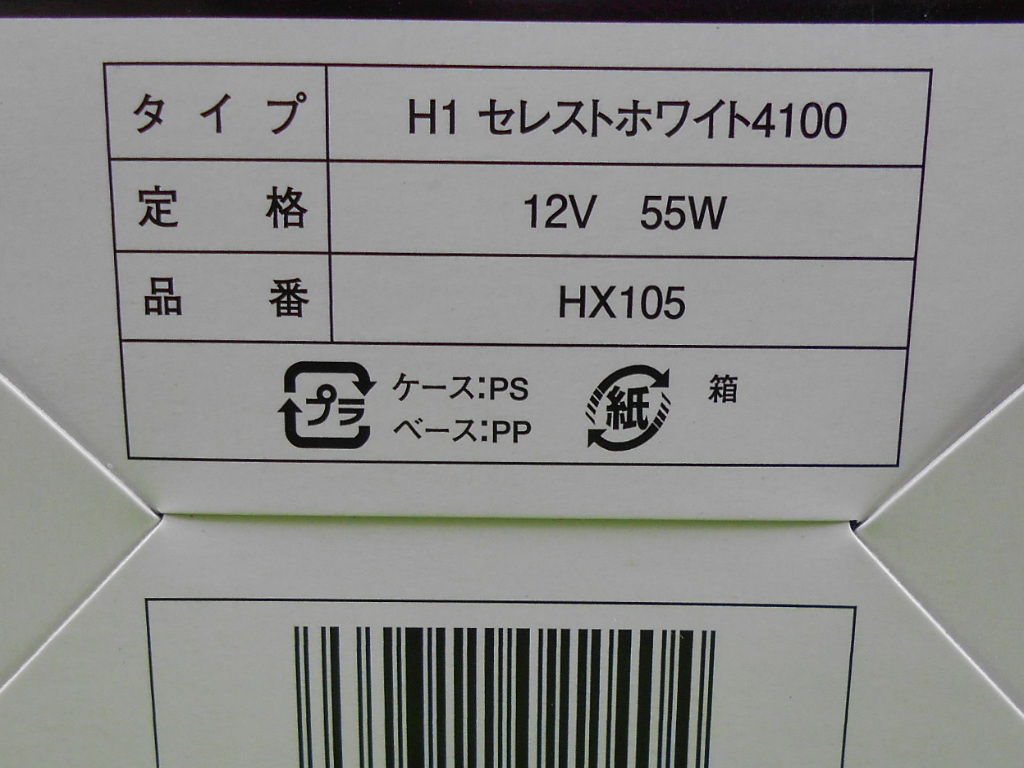 タイプ H1 セレストホワイト4100
定格 12V 55W
品番 HX105
プラ ケース:PS
ベース:PP
紙 箱